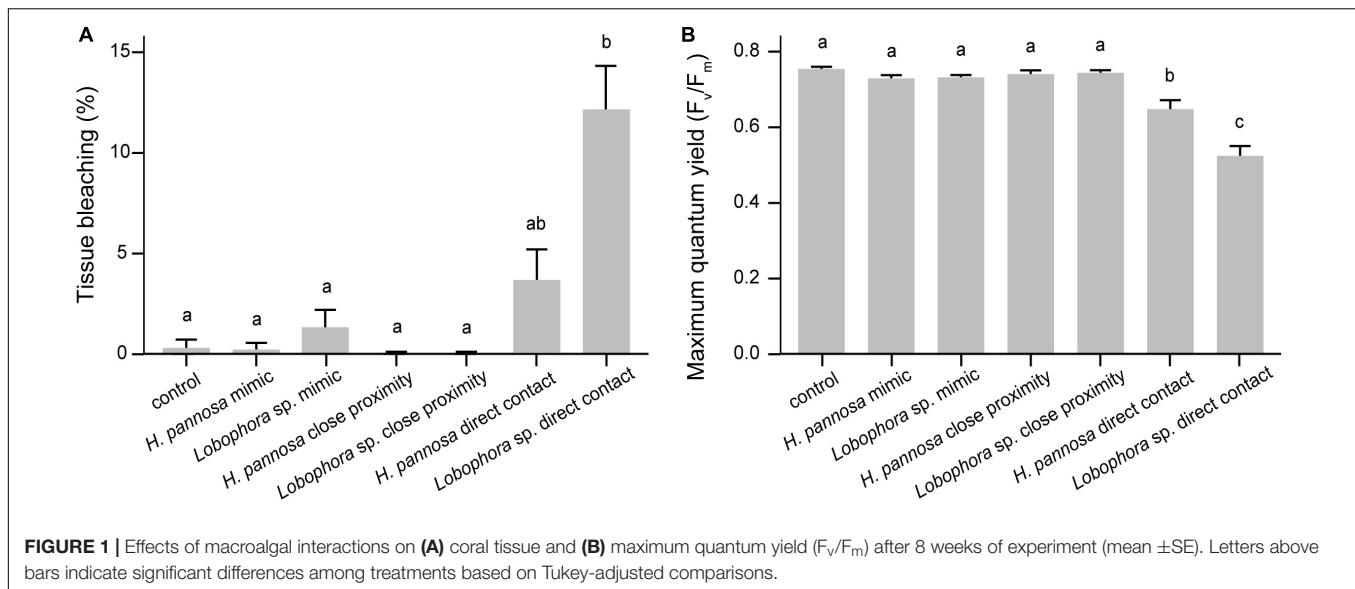 A
Tissue bleaching (%)
15
10
5
0
a
a
a
a
a
ab
b
control
H. pannosa mimic
Lobophora sp. mimic
H. pannosa close proximity
Lobophora sp. close proximity
H. pannosa direct contact
Lobophora sp. direct contact
B
Maximum quantum yield (Fv/Fm)
0.8
0.6
0.4
0.2
0.0
a
a
a
a
a
b
c
control
H. pannosa mimic
Lobophora sp. mimic
H. pannosa close proximity
Lobophora sp. close proximity
H. pannosa direct contact
Lobophora sp. direct contact
FIGURE 1 | Effects of macroalgal interactions on (A) coral tissue and (B) maximum quantum yield (Fv/Fm) after 8 weeks of experiment (mean ±SE). Letters above
bars indicate significant differences among treatments based on Tukey-adjusted comparisons.